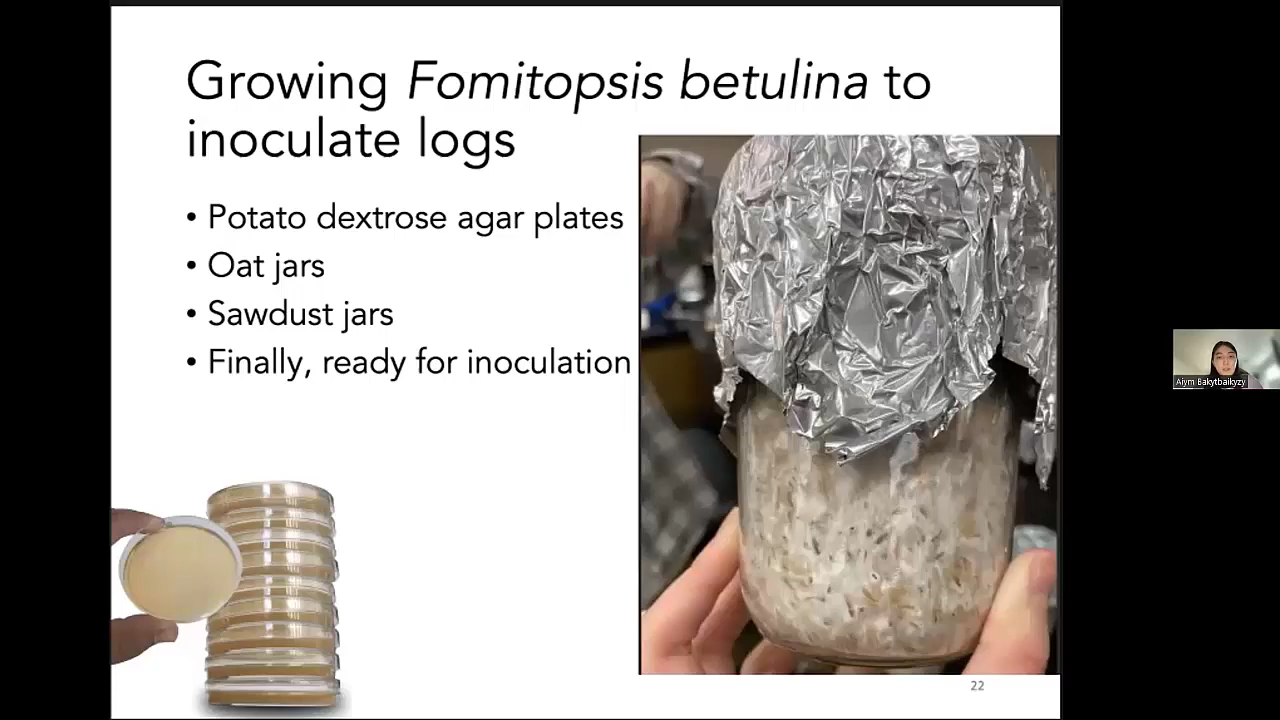 Growing Fomitopsis betulina to
inoculate logs
• Potato dextrose agar plates
• Oat jars
• Sawdust jars
• Finally, ready for inoculation
22
Aiym Bakytbaikyzy